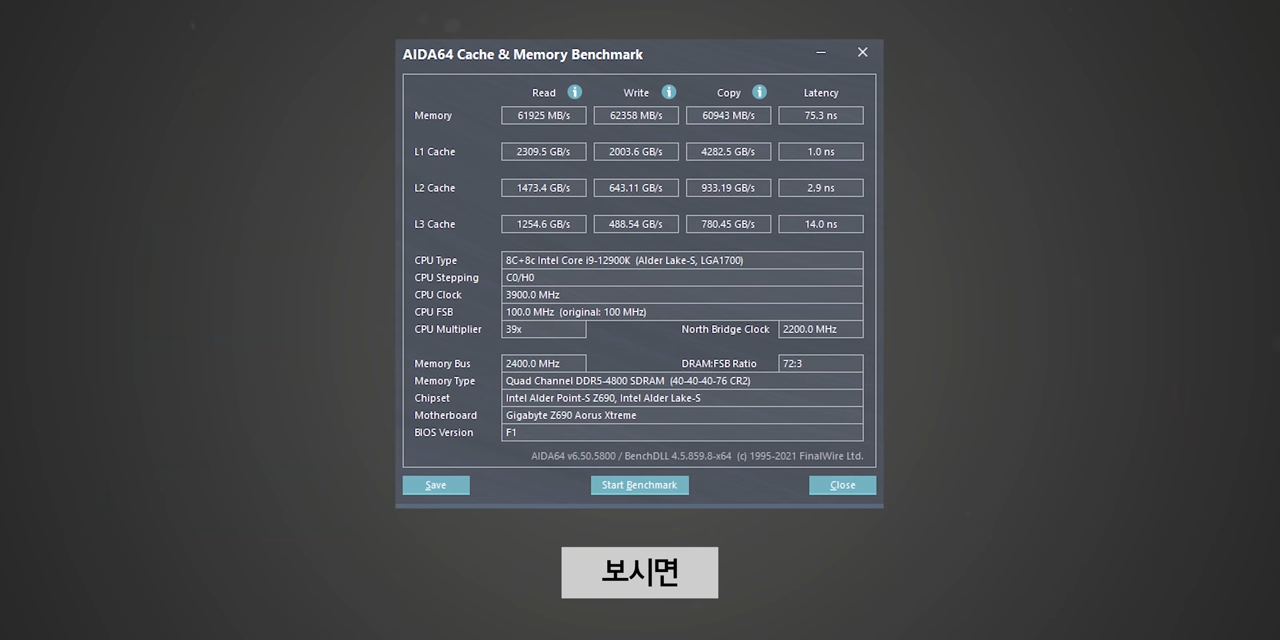 AIDA64 Cache & Memory Benchmark
Read Write Copy Latency
Memory 61925 MB/s 62358 MB/s 60943 MB/s 75.3 ns
L1 Cache 2309.5 GB/s 2003.6 GB/s 4282.5 GB/s 1.0 ns
L2 Cache 1473.4 GB/s 643.11 GB/s 933.19 GB/s 2.9 ns
L3 Cache 1254.6 GB/s 488.54 GB/s 780.45 GB/s 14.0 ns
CPU Type 8C+8c Intel Core i9-12900K (Alder Lake-S, LGA1700)
CPU Stepping C0/H0
CPU Clock 3900.0 MHz
CPU FSB 100.0 MHz (original: 100 MHz)
CPU Multiplier 39x North Bridge Clock 2200.0 MHz
Memory Bus 2400.0 MHz DRAM:FSB Ratio 72:3
Memory Type Quad Channel DDR5-4800 SDRAM (40-40-40-76 CR2)
Chipset Intel Alder Point-S Z690, Intel Alder Lake-S
Motherboard Gigabyte Z690 Aorus Xtreme
BIOS Version F1
AIDA64 v6.50.5800 / BenchDLL 4.5.859.8-x64 (c) 1995-2021 FinalWire Ltd.
Save Start Benchmark Close
보시면